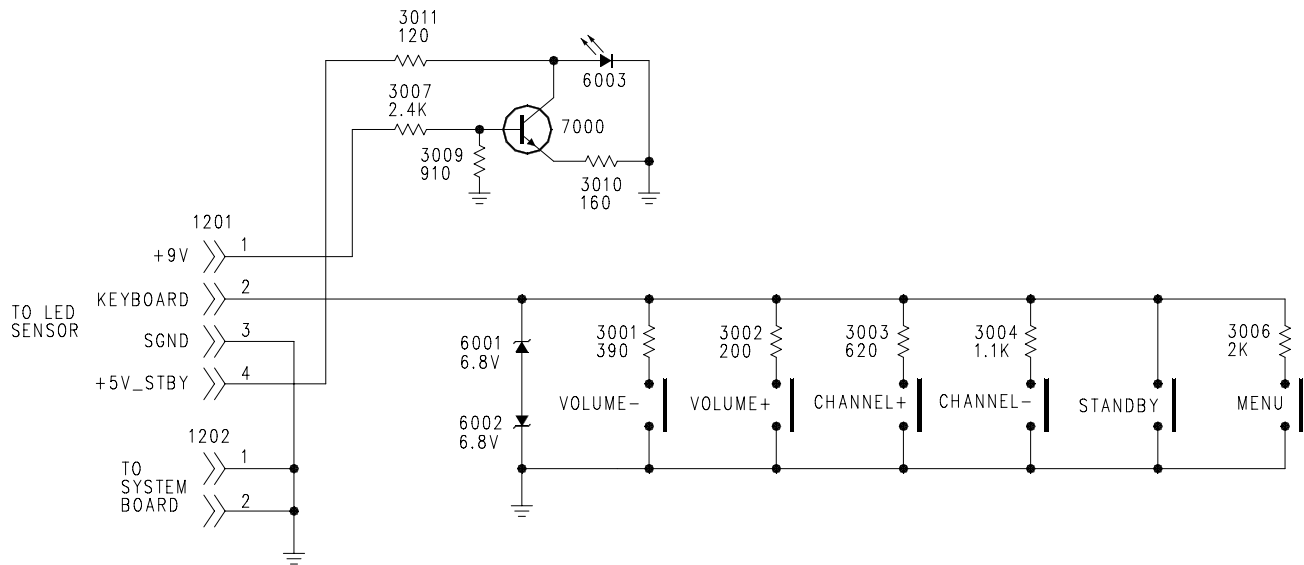 3011
120
6003
3007
2.4K
7000
3009
910
3010
160
1201
+9V
1
KEYBOARD
2
TO LED
SENSOR
SGND
3
+5V_STBY
4
1202
TO
SYSTEM
BOARD
1
2
6001
6.8V
6002
6.8V
3001
390
VOLUME-
3002
200
VOLUME+
3003
620
CHANNEL+
3004
1.1K
CHANNEL-
STANDBY
3006
2K
MENU